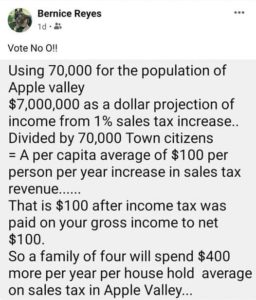 Bernice Reyes
1d ·
Vote No O!!
Using 70,000 for the population of
Apple valley
$7,000,000 as a dollar projection of
income from 1% sales tax increase..
Divided by 70,000 Town citizens
= A per capita average of $100 per
person per year increase in sales tax
revenue......
That is $100 after income tax was
paid on your gross income to net
$100.
So a family of four will spend $400
more per year per house hold average
on sales tax in Apple Valley...